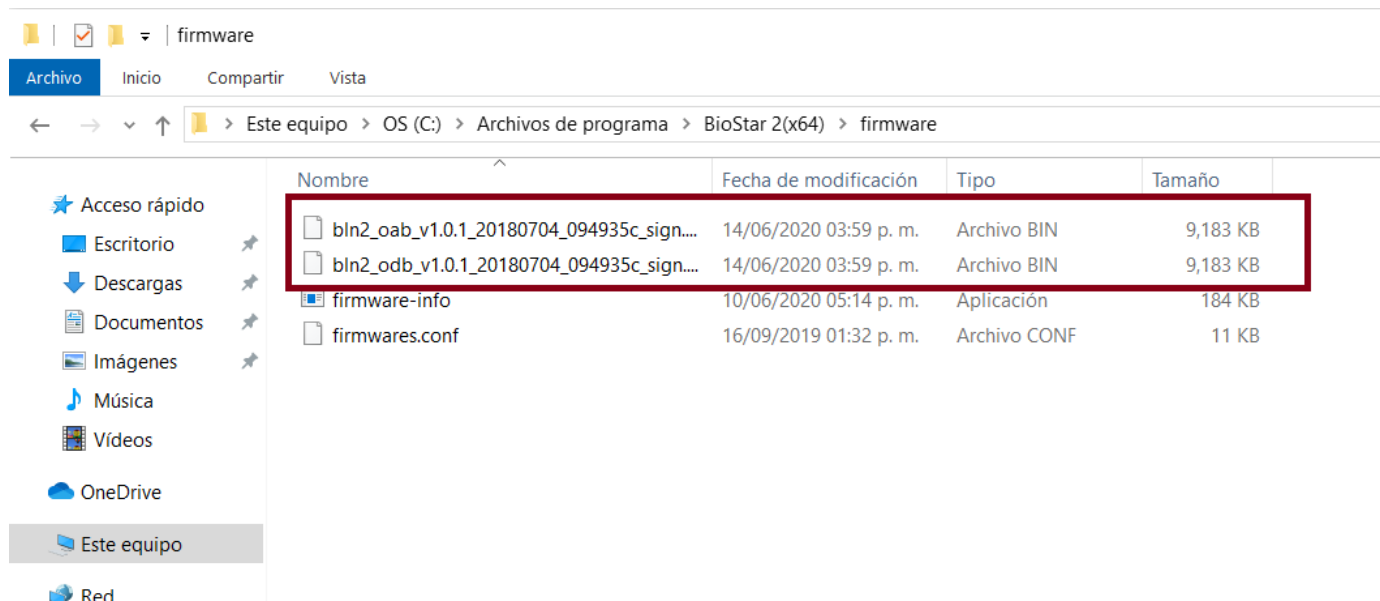 firmware
Archivo Inicio Compartir Vista
Este equipo > OS (C:) > Archivos de programa > BioStar 2(x64) > firmware
Nombre Fecha de modificación Tipo Tamaño
Acceso rápido
Escritorio
Descargas
Documentos
Imágenes
Música
Vídeos
OneDrive
Este equipo
Red
bln2_oab_v1.0.1_20180704_094935c_sign.... 14/06/2020 03:59 p. m. Archivo BIN 9,183 KB
bln2_odb_v1.0.1_20180704_094935c_sign.... 14/06/2020 03:59 p. m. Archivo BIN 9,183 KB
firmware-info 10/06/2020 05:14 p. m. Aplicación 184 KB
firmwares.conf 16/09/2019 01:32 p. m. Archivo CONF 11 KB